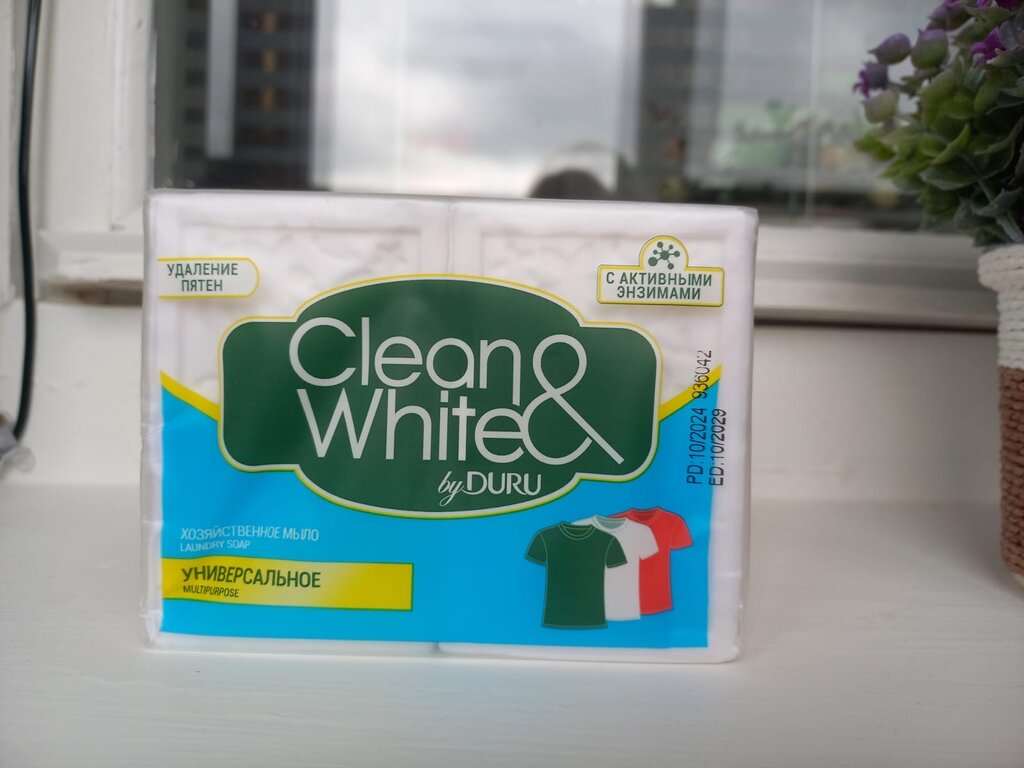 УДАЛЕНИЕ
ПЯТЕН
С АКТИВНЫМИ
ЭНЗИМАМИ
Clean &
White
by DURU
PD.10/2024 936042
ED.10/2029
ХОЗЯЙСТВЕННОЕ МЫЛО
LAUNDRY SOAP
УНИВЕРСАЛЬНОЕ
MULTIPURPOSE